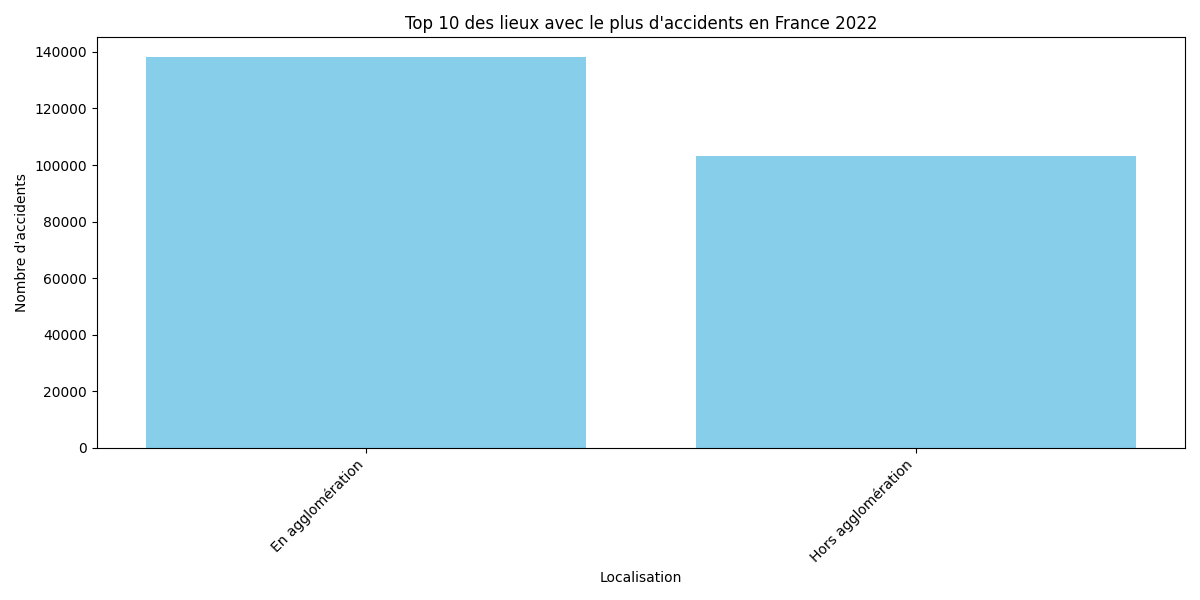 Top 10 des lieux avec le plus d'accidents en France 2022
Nombre d'accidents
140000
120000
100000
80000
60000
40000
20000
0
En agglomération
Hors agglomération
Localisation